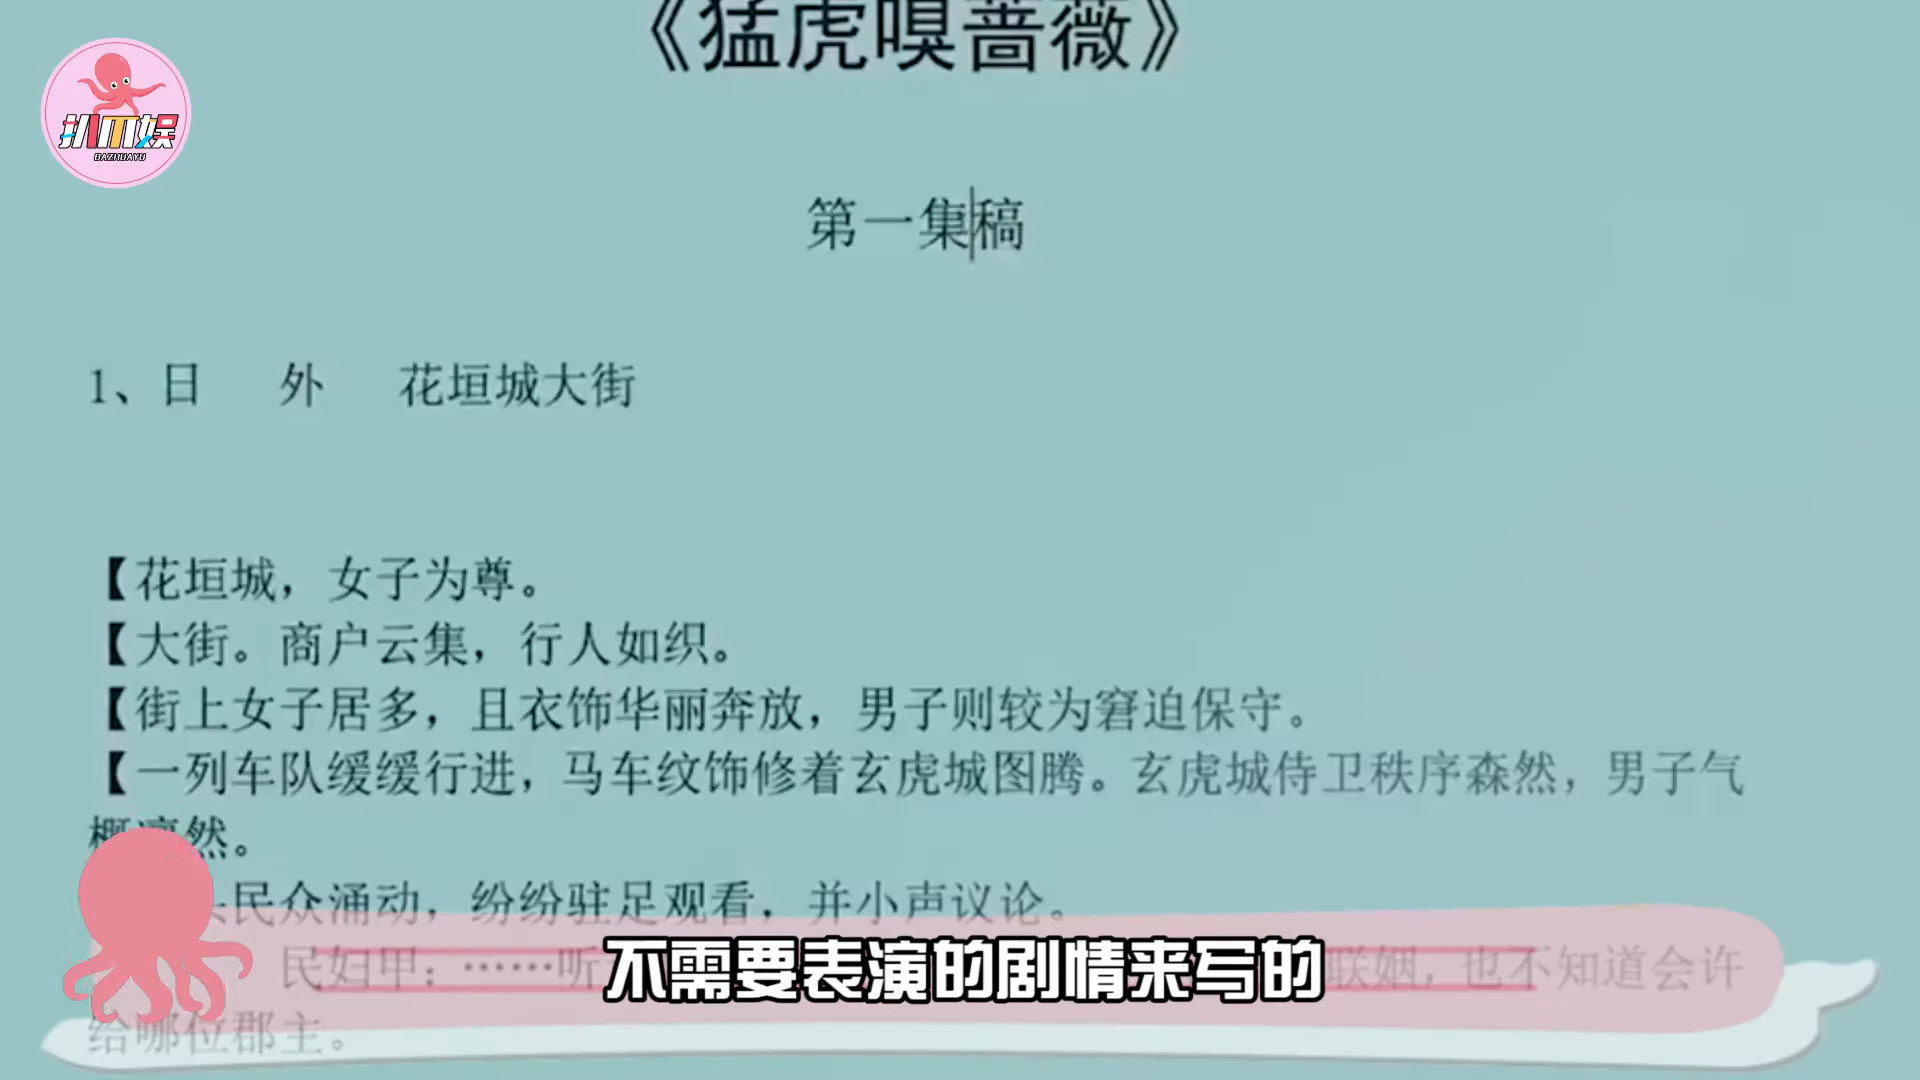 《猛虎嗅蔷薇》
扒爪娱
BAZHUAYU
第一集稿
1、日 外 花垣城大街
【花垣城，女子为尊。
【大街。商户云集，行人如织。
【街上女子居多，且衣饰华丽奔放，男子则较为窘迫保守。
【一列车队缓缓行进，马车纹饰修着玄虎城图腾。玄虎城侍卫秩序森然，男子气
概凛然。
民众涌动，纷纷驻足观看，并小声议论。
民妇甲：……听 联姻，也不知道会许
不需要表演的剧情来写的
给哪位郡主。